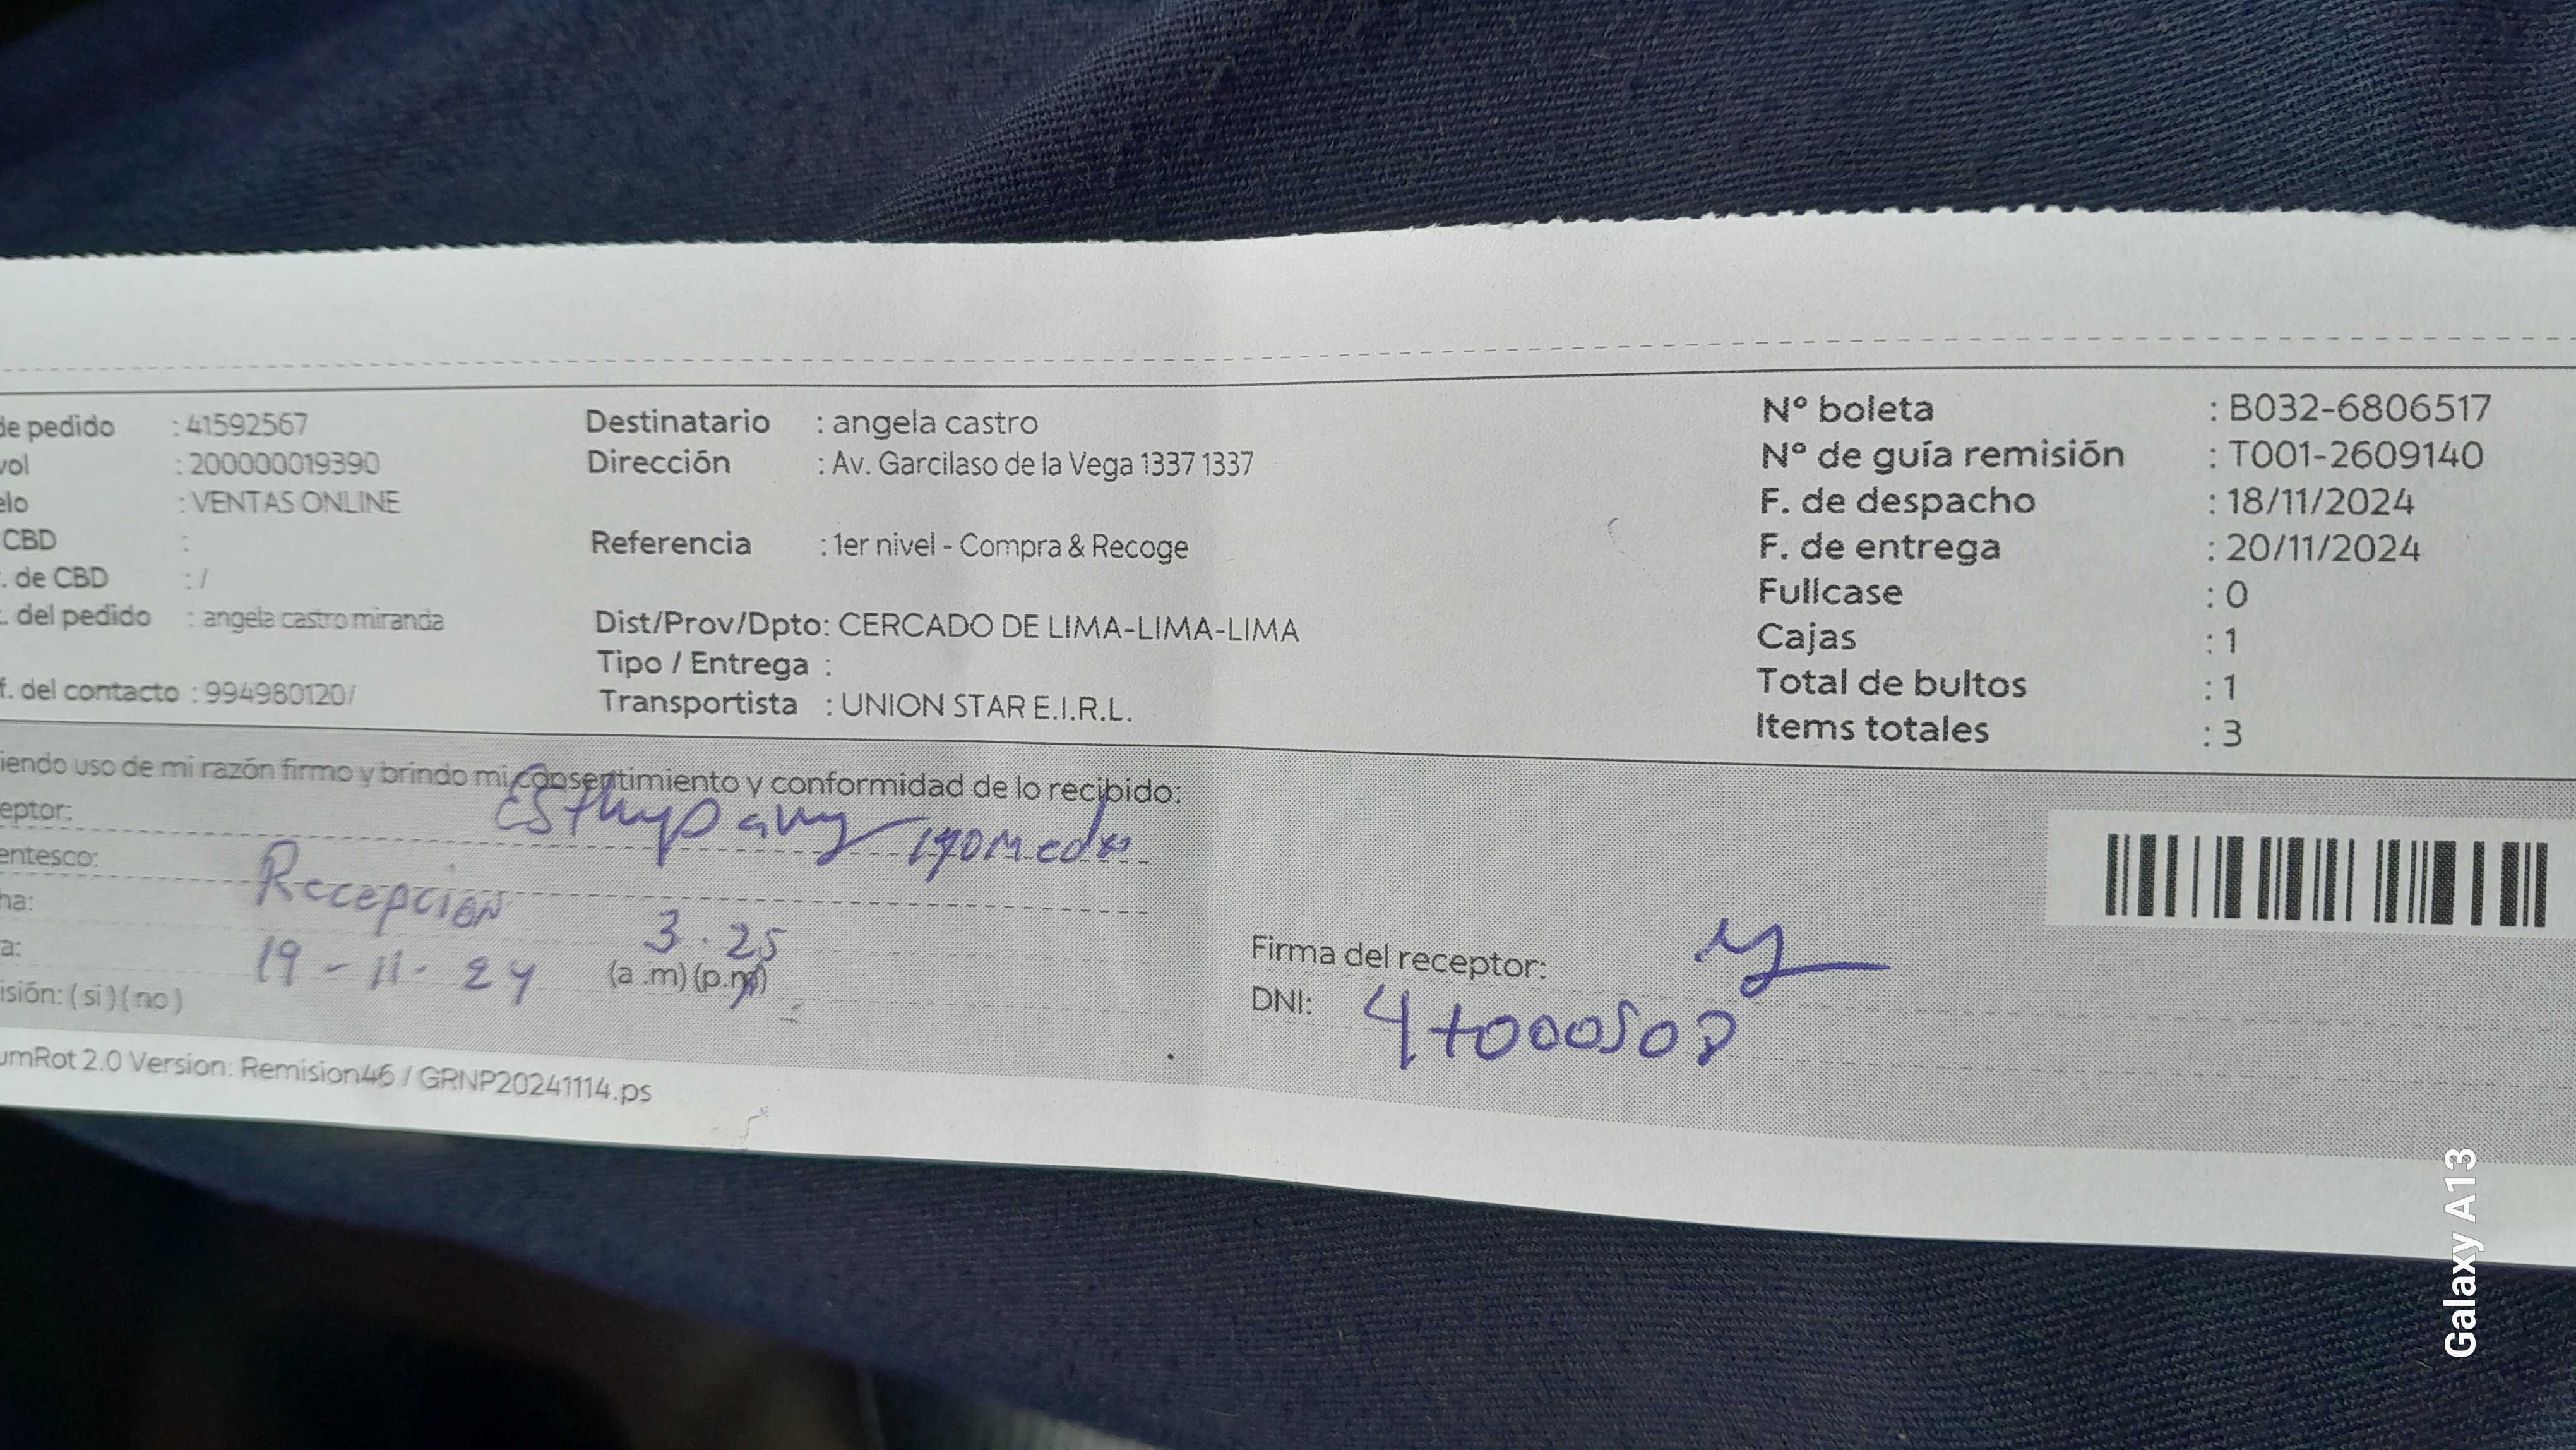 de pedido : 41592567
vol : 200000019390
elo : VENTAS ONLINE
CBD :
. de CBD : /
. del pedido : angela castro miranda
f. del contacto : 994980120/
Destinatario : angela castro
Dirección : Av. Garcilaso de la Vega 1337 1337
Referencia : 1er nivel - Compra & Recoge
Dist/Prov/Dpto: CERCADO DE LIMA-LIMA-LIMA
Tipo / Entrega :
Transportista : UNION STAR E.I.R.L.
Nº boleta : B032-6806517
Nº de guía remisión : T001-2609140
F. de despacho : 18/11/2024
F. de entrega : 20/11/2024
Fullcase : 0
Cajas : 1
Total de bultos : 1
Items totales : 3
iendo uso de mi razón firmo y brindo mi consentimiento y conformidad de lo recibido:
eptor:
entesco: Recepcion
ha: 19-11-24
a: 3.25 (a.m)(p.m)
isión: (si)(no)
Firma del receptor:
DNI:
umRot 2.0 Version: Remision46 / GRNP20241114.ps
Galaxy A13